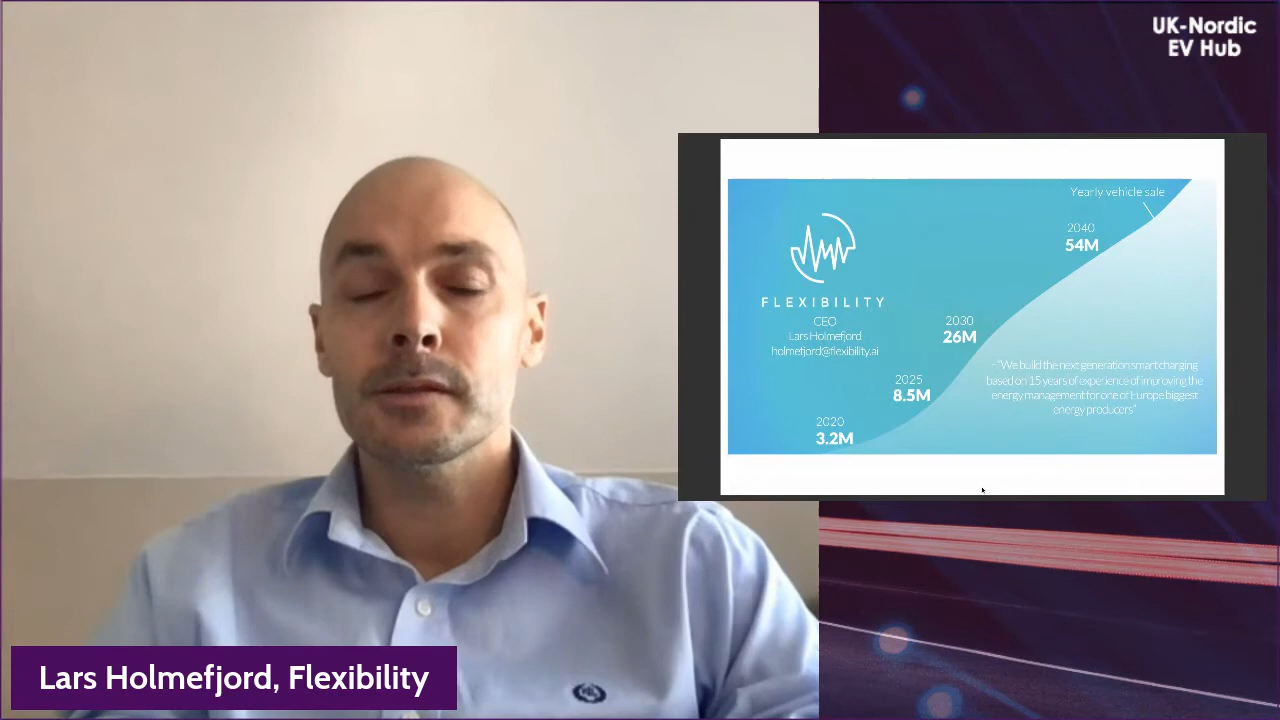 UK-Nordic
EV Hub
Yearly vehicle sale
2040
54M
FLEXIBILITY
CEO
Lars Holmefjord
holmefjord@flexibility.ai
2030
26M
- "We build the next generation smartcharging
based on 15 years of experience of improving the
energy management for one of Europe biggest
energy producers"
2025
8.5M
2020
3.2M
Lars Holmefjord, Flexibility